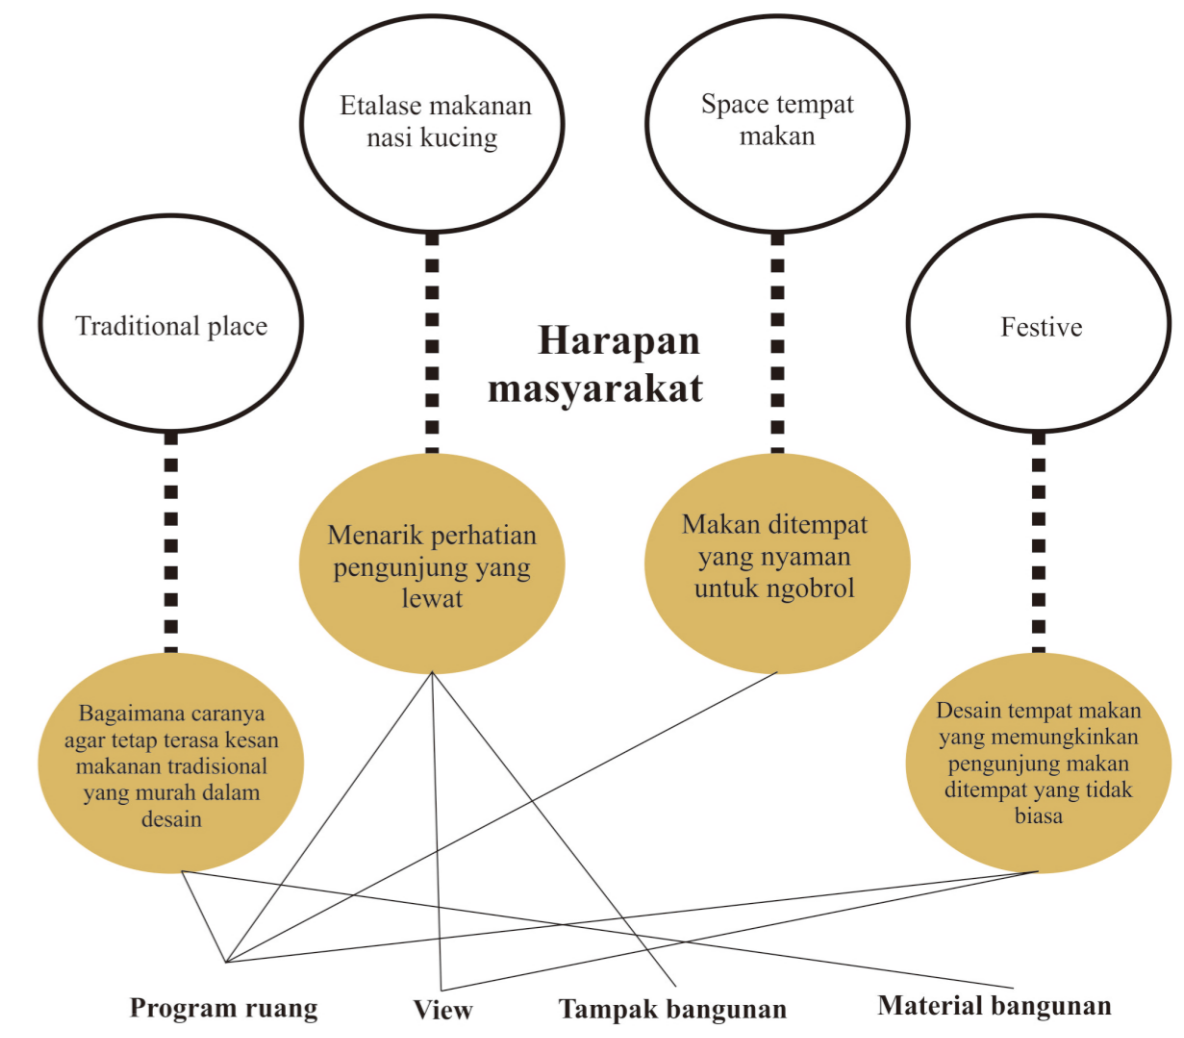 Etalase makanan
nasi kucing
Space tempat
makan
Traditional place
Festive
Harapan
masyarakat
Menarik perhatian
pengunjung yang
lewat
Makan ditempat
yang nyaman
untuk ngobrol
Bagaimana caranya
agar tetap terasa kesan
makanan tradisional
yang murah dalam
desain
Desain tempat makan
yang memungkinkan
pengunjung makan
ditempat yang tidak
biasa
Program ruang
View
Tampak bangunan
Material bangunan